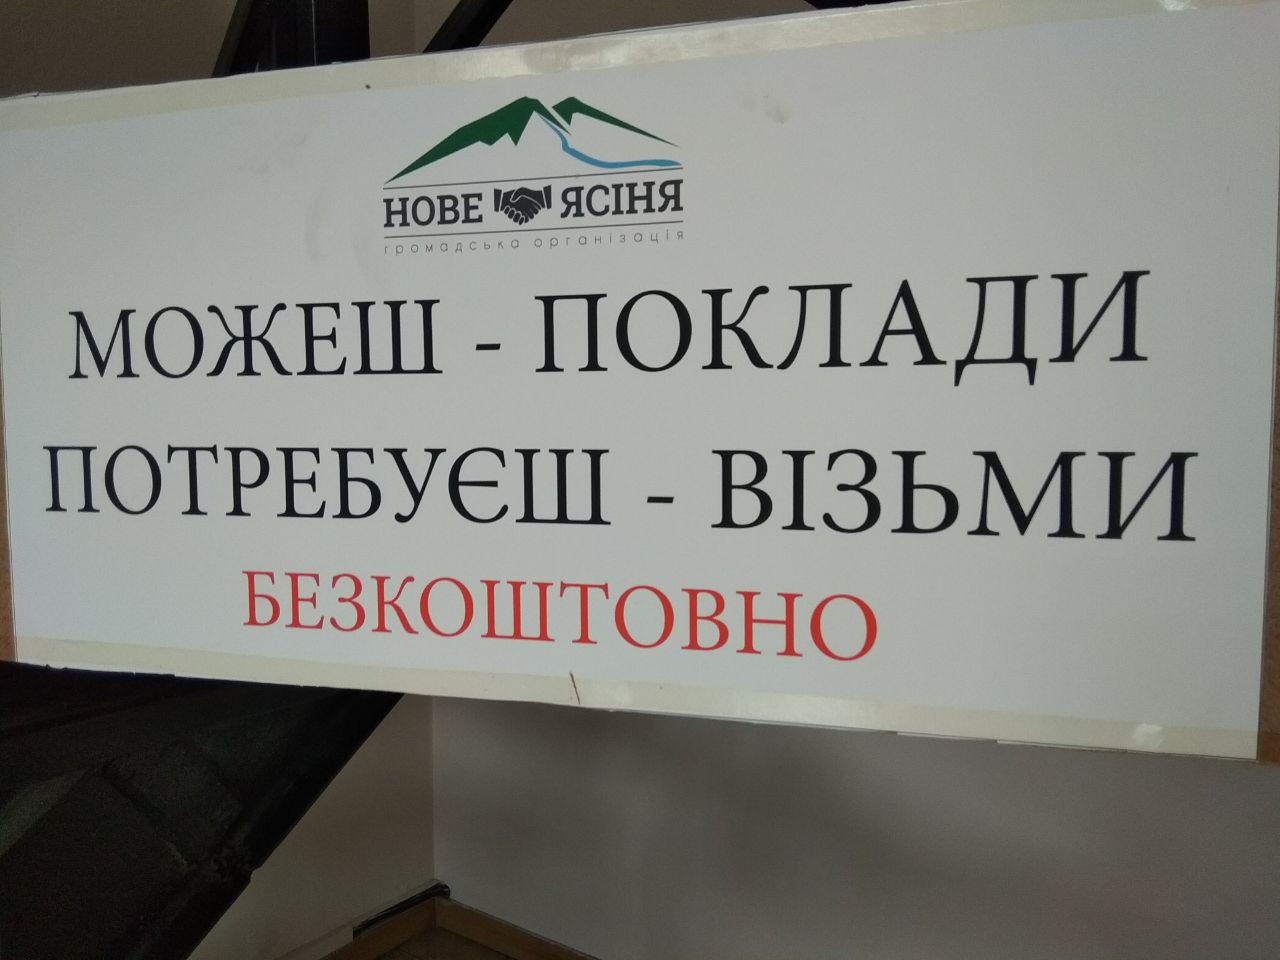 НОВЕ ЯСІНЯ
громадська організація
МОЖЕШ - ПОКЛАДИ
ПОТРЕБУЄШ - ВІЗЬМИ
БЕЗКОШТОВНО